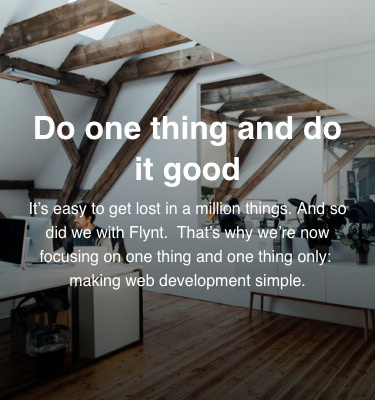 Do one thing and do
it good
It's easy to get lost in a million things. And so
did we with Flynt.  That's why we're now
focusing on one thing and one thing only:
making web development simple.